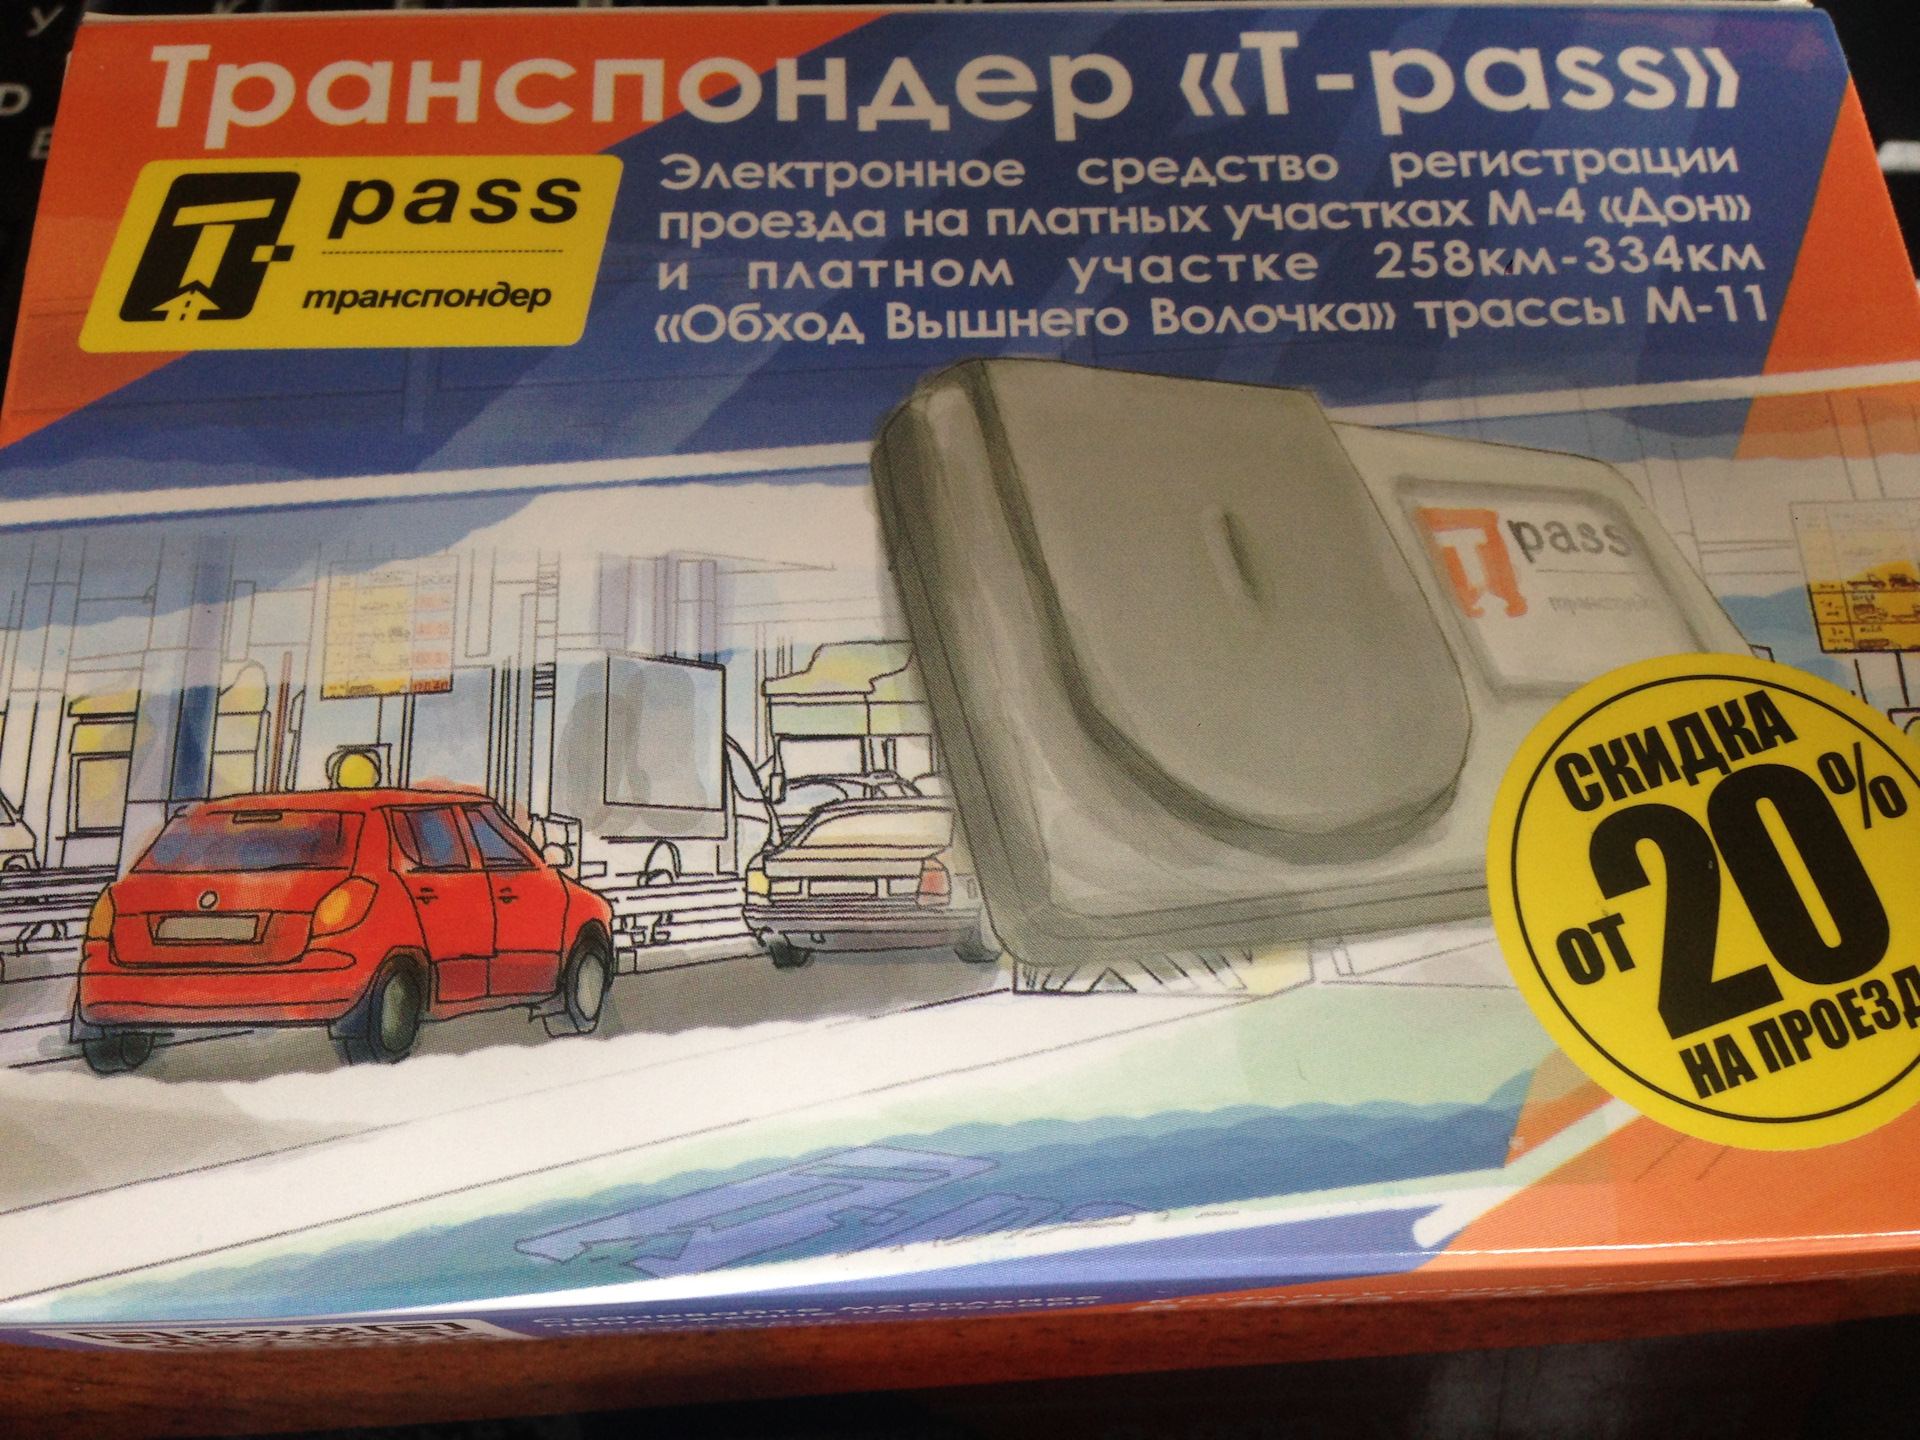 Транспондер «T-pass»
T pass
транспондер
Электронное средство регистрации
проезда на платных участках М-4 «Дон»
и платном участке 258км-334км
«Обход Вышнего Волочка» трассы М-11
T pass
транспондер
СКИДКА
от 20%
НА ПРОЕЗД